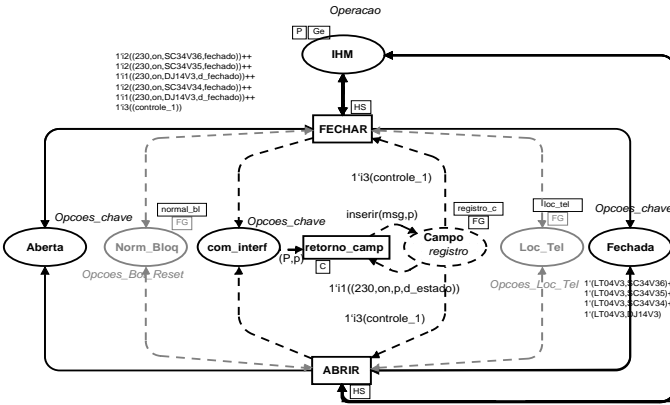 Operacao
P Ge
IHM
1'i2((230,on,SC34V36,fechado))++
1'i2((230,on,SC34V35,fechado))++
1'i1((230,on,DJ14V3,d_fechado))++
1'i2((230,on,SC34V34,fechado))++
1'i1((230,on,DJ14V3,d_fechado))++
1'i3((controle_1))
HS
FECHAR
1'i3(controle_1)
normal_bl
FG
inserir(msg,p)
registro_c
FG
loc_tel
FG
Opcoes_chave
Opcoes_chave
Opcoes_chave
Aberta
Norm_Bloq
com_interf
retorno_camp
Campo
registro
Loc_Tel
Fechada
(P,p)
C
Opcoes_Bot_Reset
Opcoes_Loc_Tel
1'i1((230,on,p,d_estado))
1'(LT04V3,SC34V36)+
1'(LT04V3,SC34V35)+
1'(LT04V3,SC34V34)+
1'(LT04V3,DJ14V3)
1'i3(controle_1)
ABRIR
HS